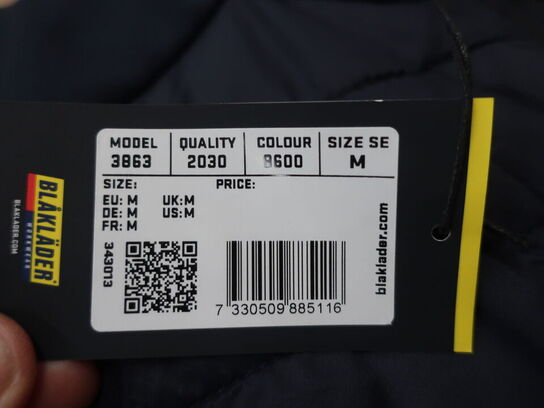 MODEL QUALITY COLOUR SIZE SE
3863 2030 8600 M
SIZE: PRICE:
EU: M UK:M
DE: M US:M
FR: M
343013
7 330509 885116
blaklader.com
BLÅKLÄDER
WORKWEAR
BLAKLADER.COM